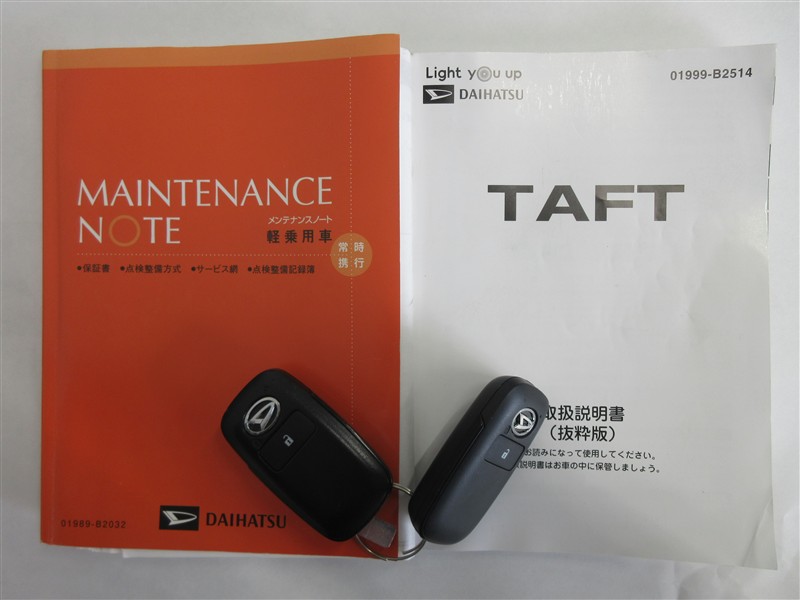 MAINTENANCE
NOTE
メンテナンスノート
軽乗用車
常時
携行
•保証書 •点検整備方式 •サービス網 •点検整備記録簿
01989-B2032
DAIHATSU
Light you up
DAIHATSU
01999-B2514
TAFT
取扱説明書
(抜粋版)
お読みになって使用してください。
説明書はお車の中に保管しましょう。